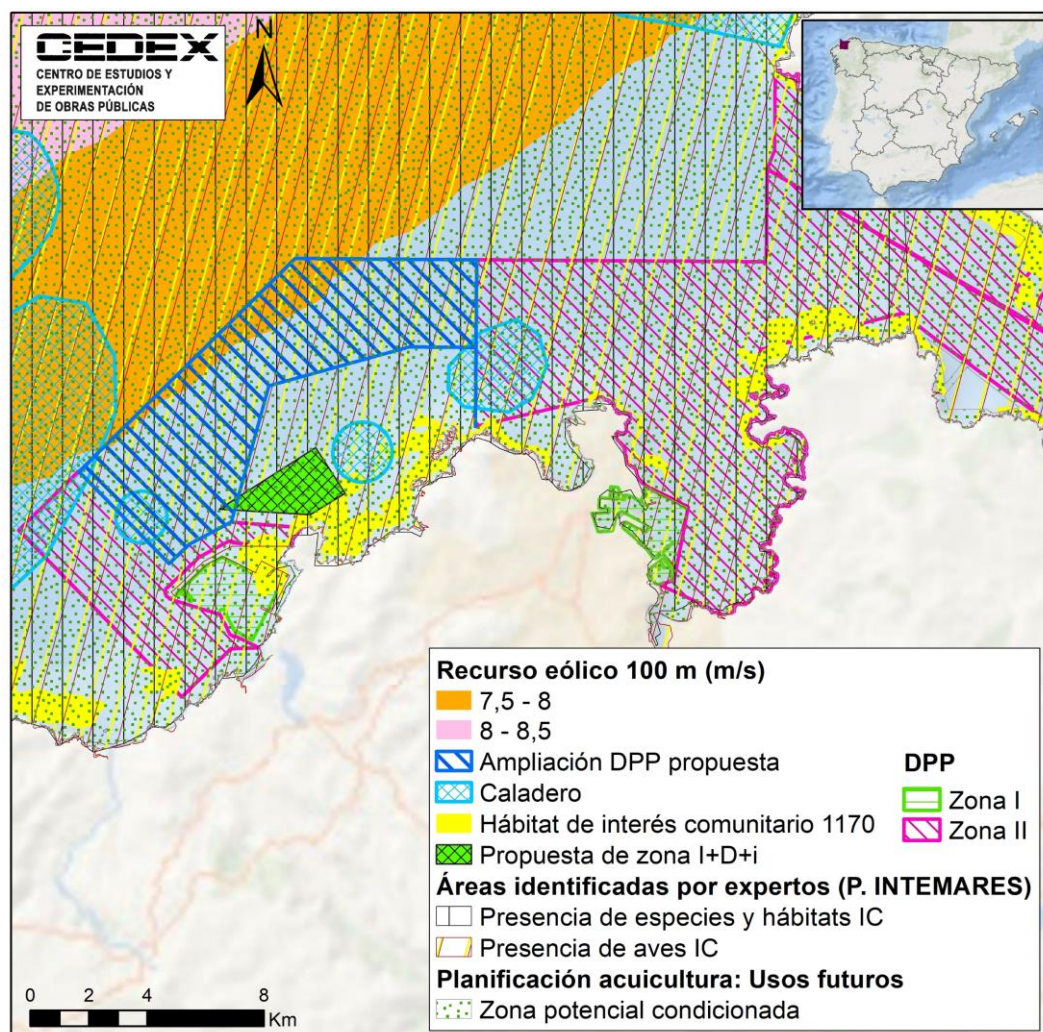 CEDEX
CENTRO DE ESTUDIOS Y
EXPERIMENTACIÓN
DE OBRAS PÚBLICAS
N
Recurso eólico 100 m (m/s)
7,5 - 8
8 - 8,5
Ampliación DPP propuesta
Caladero
Hábitat de interés comunitario 1170
Propuesta de zona I+D+i
DPP
Zona I
Zona II
Áreas identificadas por expertos (P. INTEMARES)
Presencia de especies y hábitats IC
Presencia de aves IC
Planificación acuicultura: Usos futuros
Zona potencial condicionada
0 2 4 8
Km